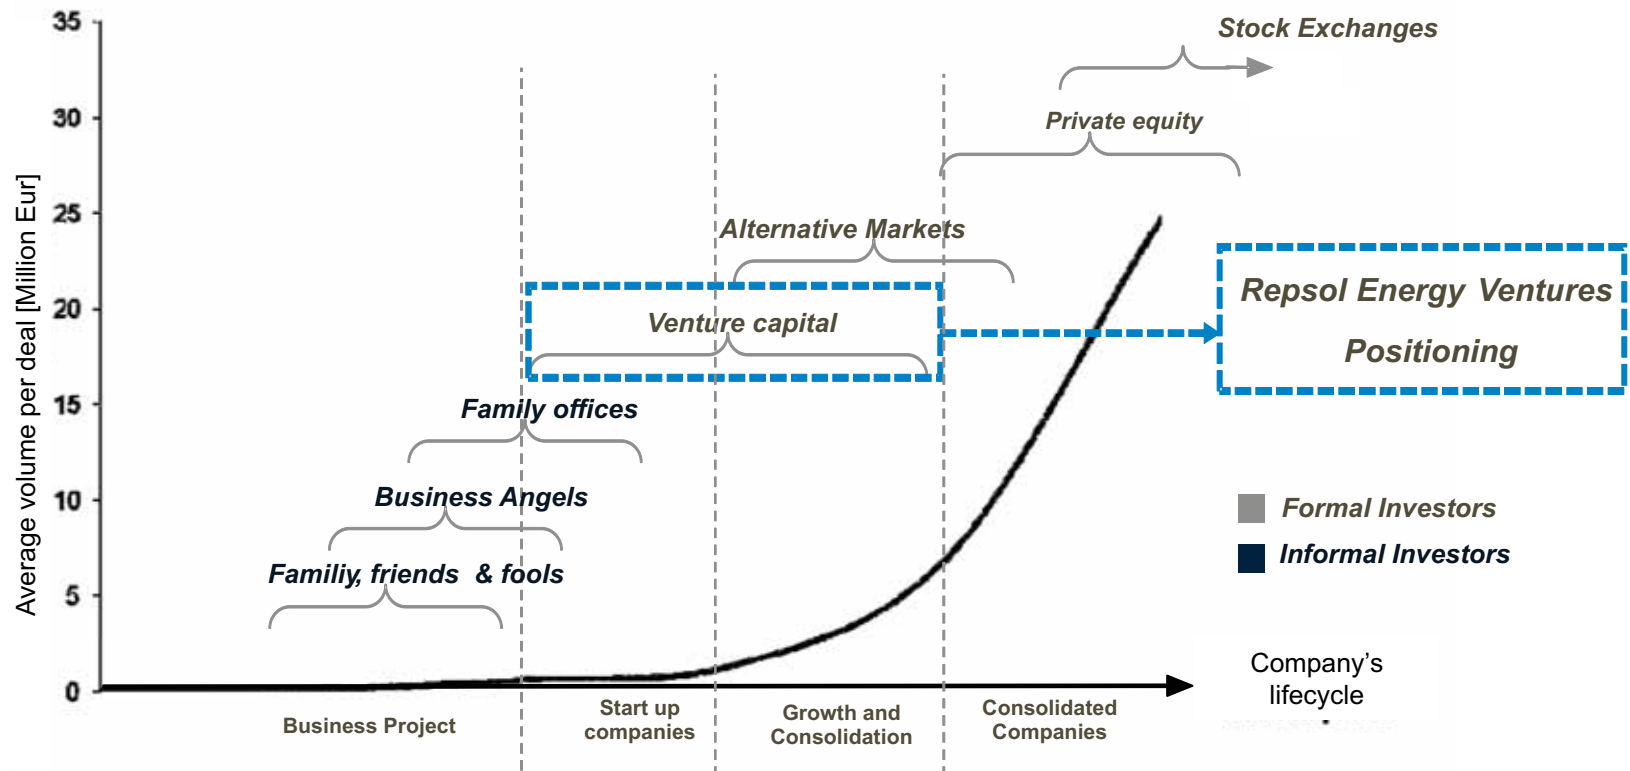 35
Stock Exchanges
30
Private equity
25
Alternative Markets
20
Repsol Energy Ventures
Positioning
Venture capital
15
Family offices
10
Business Angels
Formal Investors
Informal Investors
Familiy, friends & fools
5
0
Average volume per deal [Million Eur]
Company's
lifecycle
Business Project
Start up
companies
Growth and
Consolidation
Consolidated
Companies